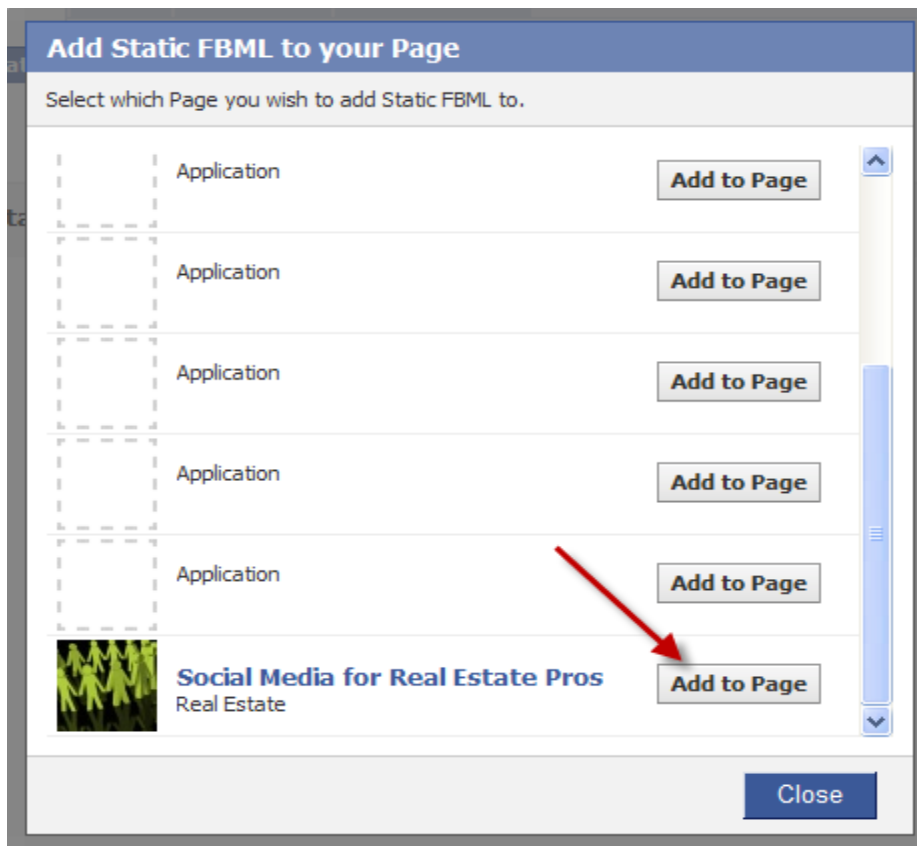 Add Static FBML to your Page
Select which Page you wish to add Static FBML to.
Application
Add to Page
Application
Add to Page
Application
Add to Page
Application
Add to Page
Application
Add to Page
Social Media for Real Estate Pros
Real Estate
Add to Page
Close